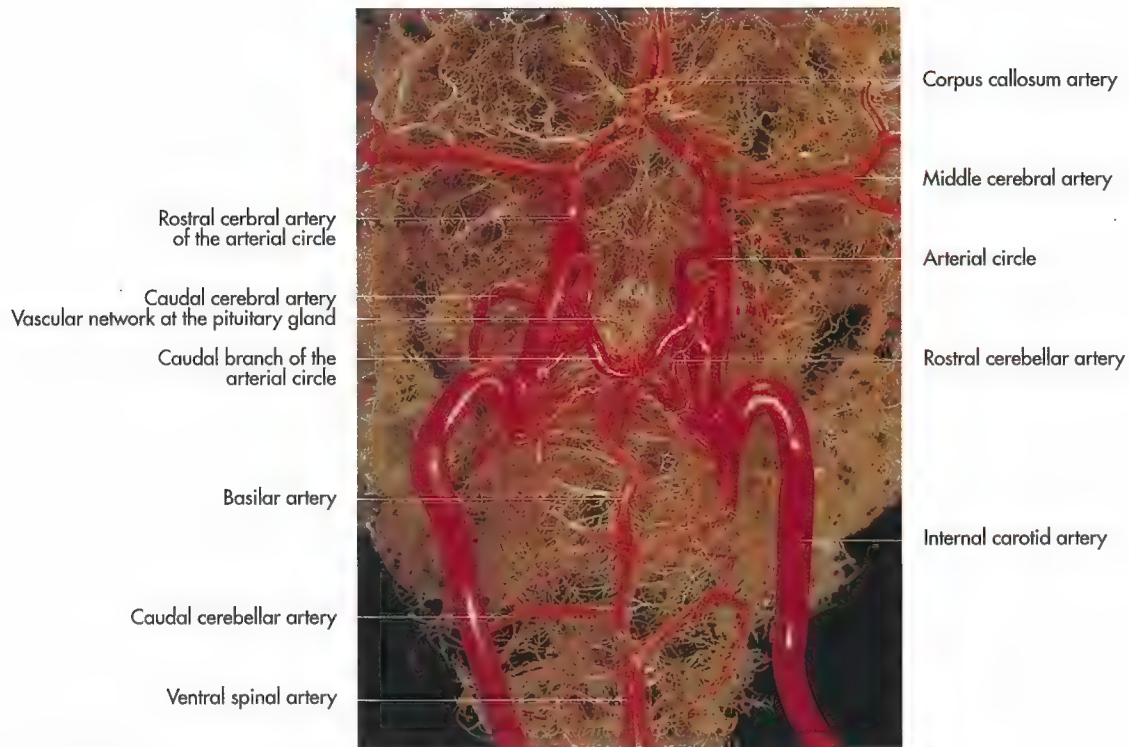 Corpus callosum artery
Middle cerebral artery
Rostral cerbral artery
of the arterial circle
Arterial circle
Caudal cerebral artery
Vascular network at the pituitary gland
Caudal branch of the
arterial circle
Rostral cerebellar artery
Basilar artery
Internal carotid artery
Caudal cerebellar artery
Ventral spinal artery